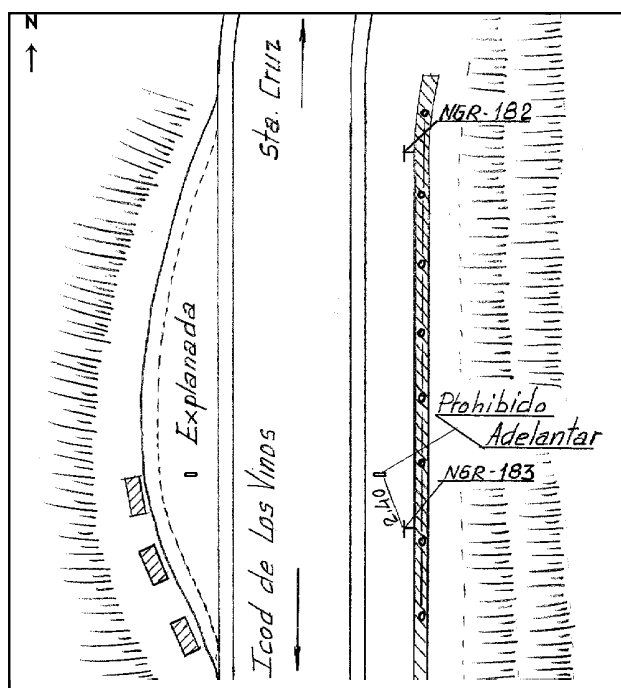 N
Sta. Cruz
NGR-182
Explanada
Prohibido
Adelantar
NGR-183
2.40
Icod de Los Vinos